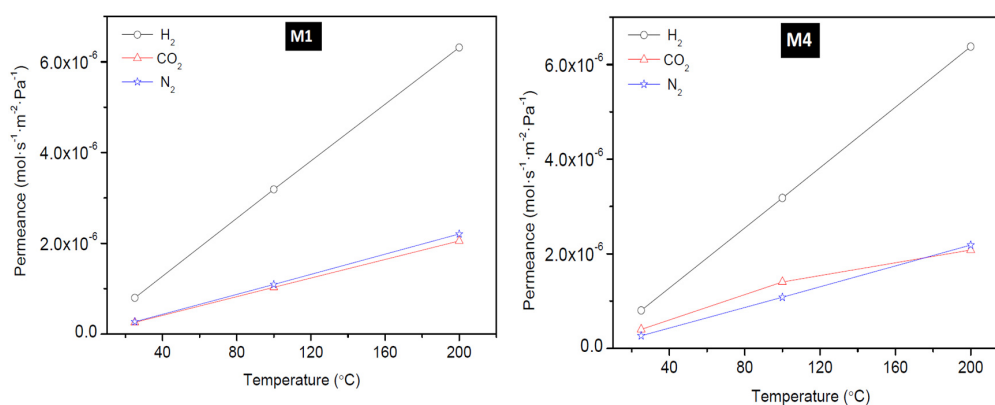 M1
H₂
CO₂
N₂
6.0x10⁻⁶
4.0x10⁻⁶
2.0x10⁻⁶
0.0
Permeance (mol·s⁻¹·m⁻²·Pa⁻¹)
40 80 120 160 200
Temperature (°C)
M4
H₂
CO₂
N₂
6.0x10⁻⁶
4.0x10⁻⁶
2.0x10⁻⁶
0.0
Permeance (mol·s⁻¹·m⁻²·Pa⁻¹)
40 80 120 160 200
Temperature (°C)